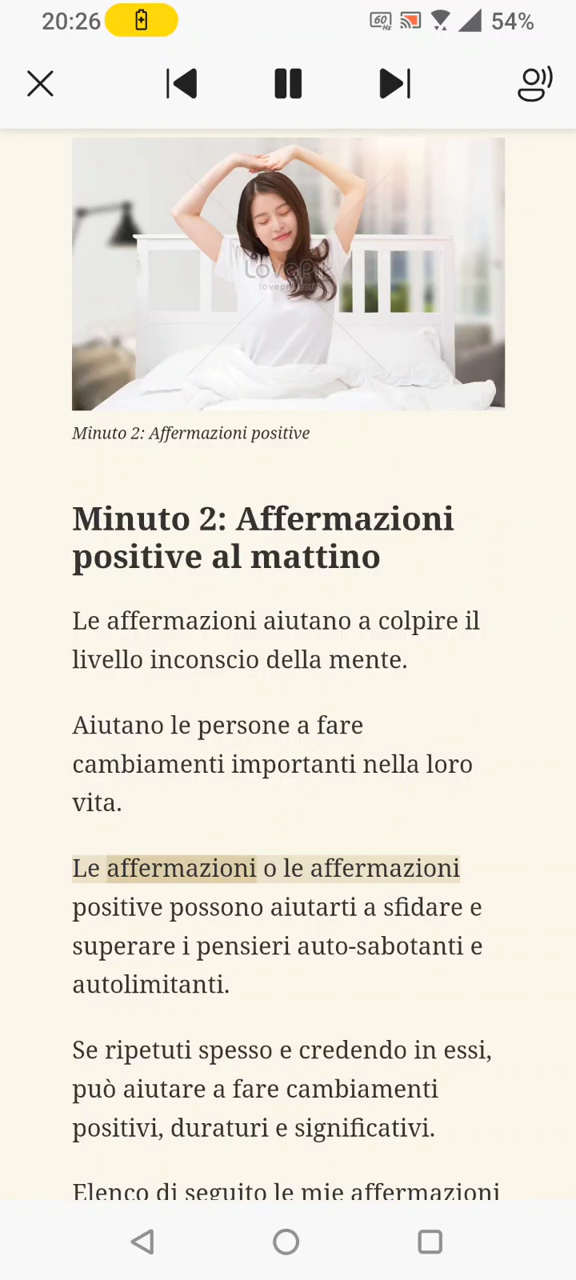 20:26
60
Hz
54%
Minuto 2: Affermazioni positive
Minuto 2: Affermazioni
positive al mattino
Le affermazioni aiutano a colpire il
livello inconscio della mente.
Aiutano le persone a fare
cambiamenti importanti nella loro
vita.
Le affermazioni o le affermazioni
positive possono aiutarti a sfidare e
superare i pensieri auto-sabotanti e
autolimitanti.
Se ripetuti spesso e credendo in essi,
può aiutare a fare cambiamenti
positivi, duraturi e significativi.
Elenco di seguito le mie affermazioni